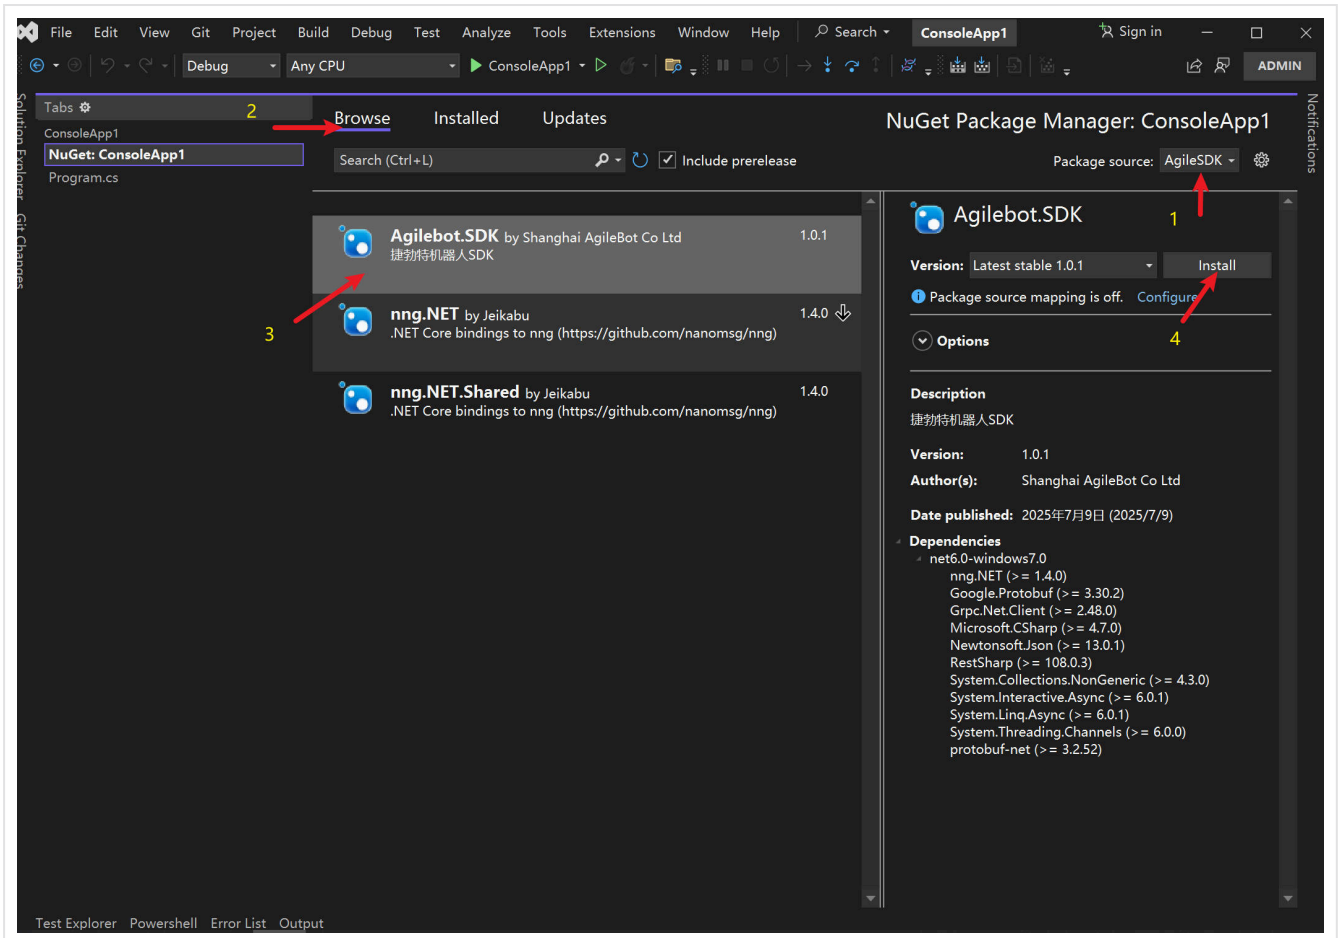 File Edit View Git Project Build Debug Test Analyze Tools Extensions Window Help Search ConsoleApp1 Sign in
Debug Any CPU ConsoleApp1 ADMIN
Solution Explorer
Git Changes
Tabs
ConsoleApp1
NuGet: ConsoleApp1
Program.cs
2
Browse Installed Updates
NuGet Package Manager: ConsoleApp1
Search (Ctrl+L) Include prerelease
Package source: AgileSDK
1
Agilebot.SDK by Shanghai AgileBot Co Ltd 1.0.1
捷勃特机器人SDK
3
nng.NET by Jeikabu 1.4.0
.NET Core bindings to nng (https://github.com/nanomsg/nng)
nng.NET.Shared by Jeikabu 1.4.0
.NET Core bindings to nng (https://github.com/nanomsg/nng)
Agilebot.SDK
Version: Latest stable 1.0.1 Install
Package source mapping is off. Configure
4
Options
Description
捷勃特机器人SDK
Version: 1.0.1
Author(s): Shanghai AgileBot Co Ltd
Date published: 2025年7月9日 (2025/7/9)
Dependencies
net6.0-windows7.0
nng.NET (>= 1.4.0)
Google.Protobuf (>= 3.30.2)
Grpc.Net.Client (>= 2.48.0)
Microsoft.CSharp (>= 4.7.0)
Newtonsoft.Json (>= 13.0.1)
RestSharp (>= 108.0.3)
System.Collections.NonGeneric (>= 4.3.0)
System.Interactive.Async (>= 6.0.1)
System.Linq.Async (>= 6.0.1)
System.Threading.Channels (>= 6.0.0)
protobuf-net (>= 3.2.52)
Notifications
Test Explorer Powershell Error List Output